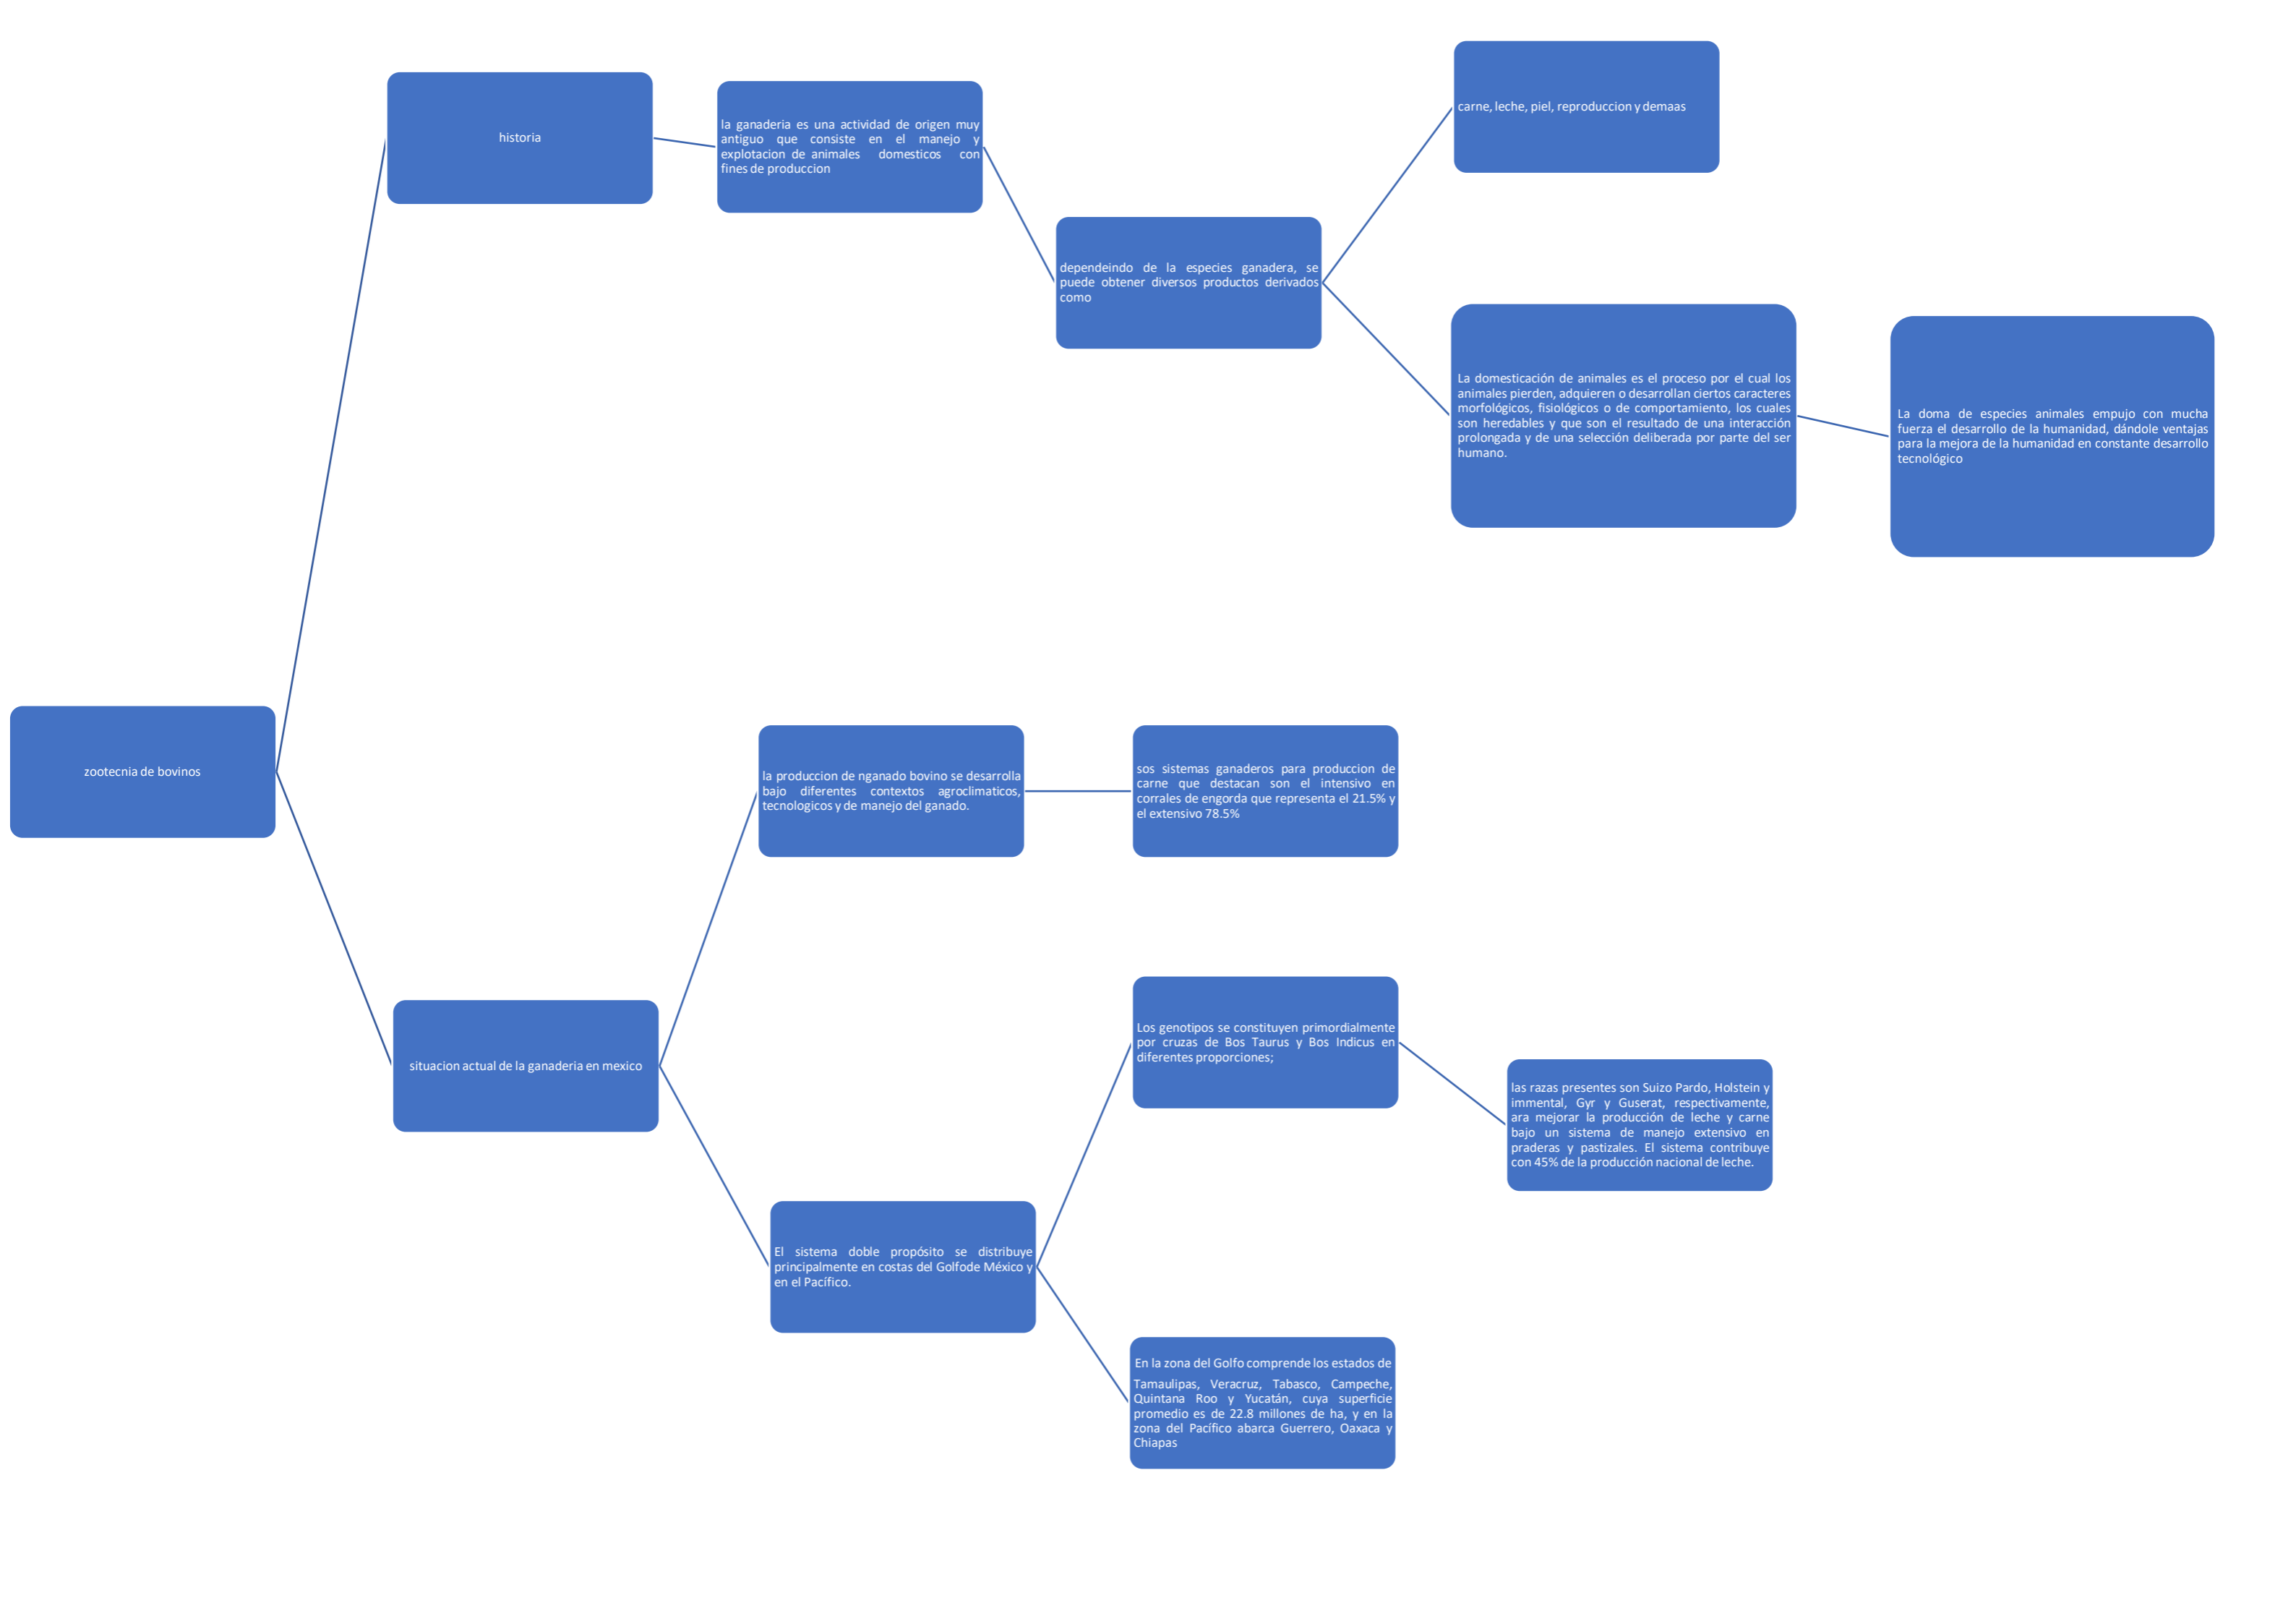 zootecnia de bovinos
historia
la ganaderia es una actividad de origen muy
antiguo que consiste en el manejo y
explotacion de animales domesticos con
fines de produccion
dependeindo de la especies ganadera, se
puede obtener diversos productos derivados
como
carne, leche, piel, reproduccion y demaas
La domesticación de animales es el proceso por el cual los
animales pierden, adquieren o desarrollan ciertos caracteres
morfológicos, fisiológicos o de comportamiento, los cuales
son heredables y que son el resultado de una interacción
prolongada y de una selección deliberada por parte del ser
humano.
La doma de especies animales empujo con mucha
fuerza el desarrollo de la humanidad, dándole ventajas
para la mejora de la humanidad en constante desarrollo
tecnológico
situacion actual de la ganaderia en mexico
la produccion de nganado bovino se desarrolla
bajo diferentes contextos agroclimaticos,
tecnologicos y de manejo del ganado.
sos sistemas ganaderos para produccion de
carne que destacan son el intensivo en
corrales de engorda que representa el 21.5% y
el extensivo 78.5%
El sistema doble propósito se distribuye
principalmente en costas del Golfode México y
en el Pacífico.
Los genotipos se constituyen primordialmente
por cruzas de Bos Taurus y Bos Indicus en
diferentes proporciones;
las razas presentes son Suizo Pardo, Holstein y
immental, Gyr y Guserat, respectivamente,
ara mejorar la producción de leche y carne
bajo un sistema de manejo extensivo en
praderas y pastizales. El sistema contribuye
con 45% de la producción nacional de leche.
En la zona del Golfo comprende los estados de
Tamaulipas, Veracruz, Tabasco, Campeche,
Quintana Roo y Yucatán, cuya superficie
promedio es de 22.8 millones de ha, y en la
zona del Pacífico abarca Guerrero, Oaxaca y
Chiapas